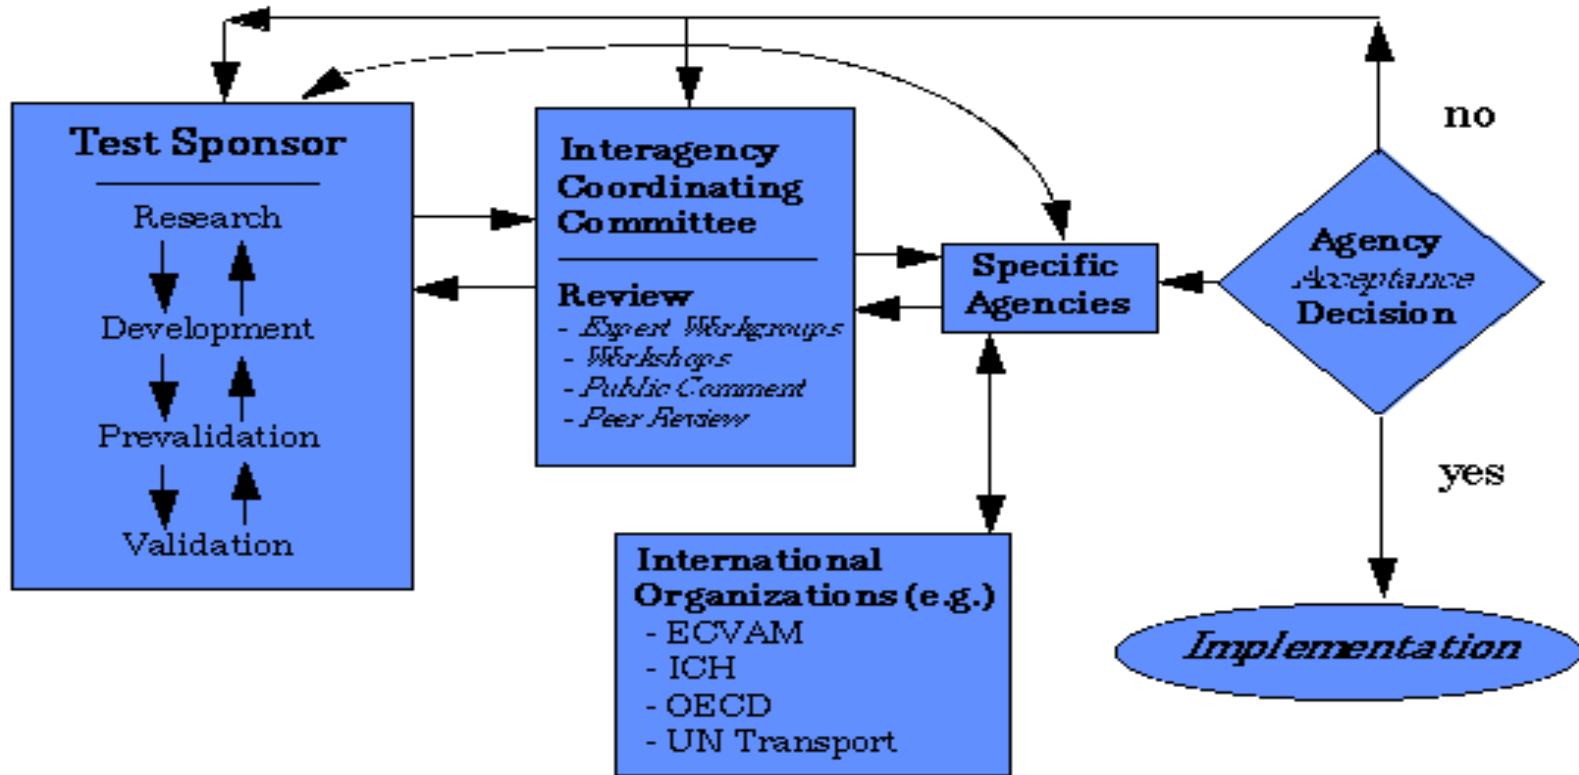 Test Sponsor
Research
Development
Prevalidation
Validation
Interagency
Coordinating
Committee
Review
- Expert Workgroups
- Workshops
- Public Comment
- Peer Review
Specific
Agencies
International
Organizations (e.g.)
- ECVAM
- ICH
- OECD
- UN Transport
no
Agency
Acceptance
Decision
yes
Implementation